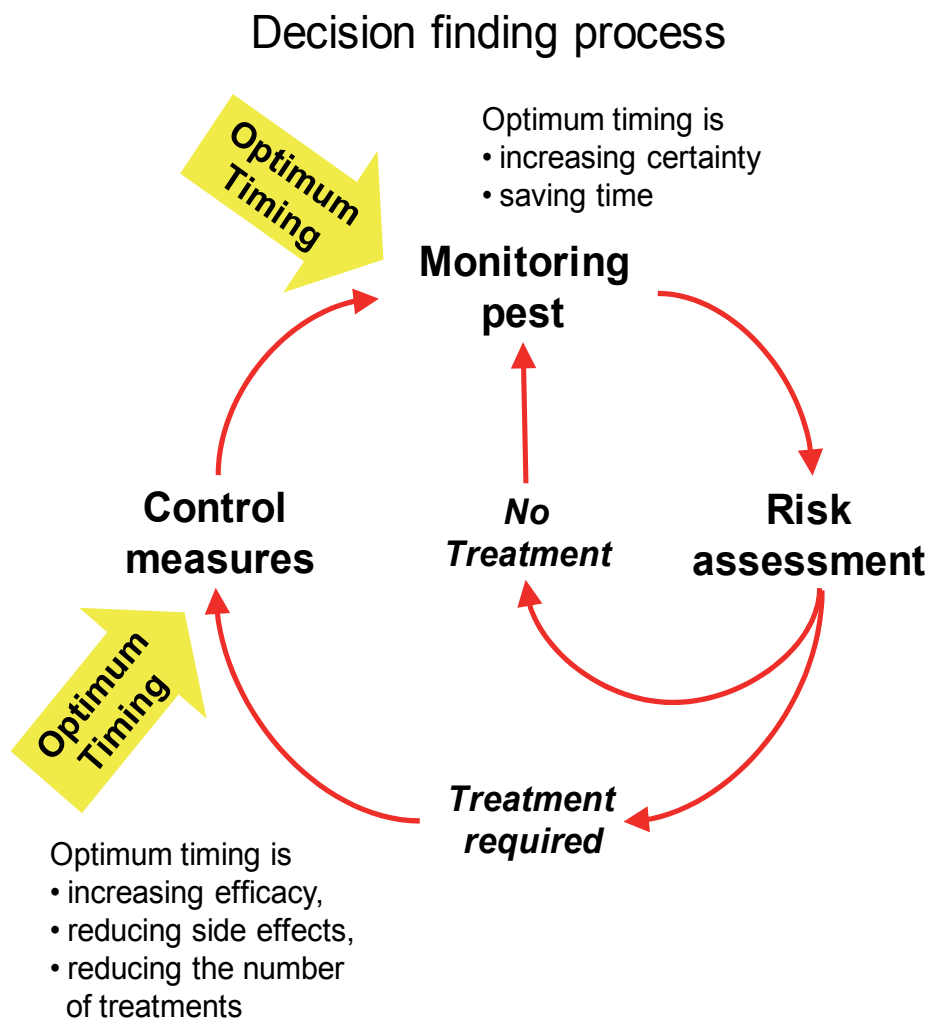 Decision finding process
Optimum
Timing
Optimum timing is
• increasing certainty
• saving time
Monitoring
pest
Control
measures
No
Treatment
Risk
assessment
Optimum
Timing
Treatment
required
Optimum timing is
• increasing efficacy,
• reducing side effects,
• reducing the number
of treatments